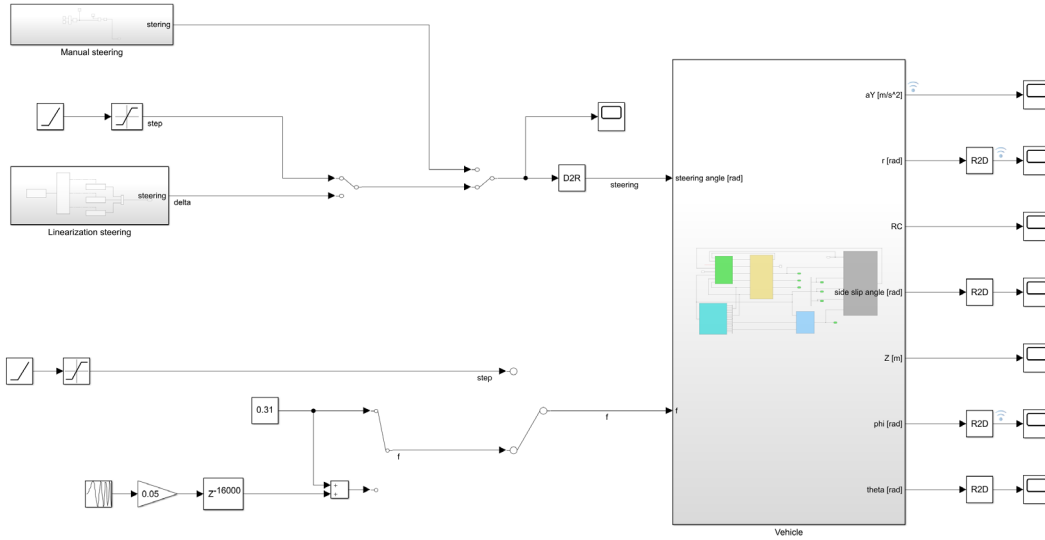 stering
Manual steering
step
steering
delta
Linearization steering
D2R
steering
steering angle [rad]
aY [m/s^2]
r [rad]
R2D
RC
side slip angle [rad]
R2D
Z [m]
phi [rad]
R2D
theta [rad]
R2D
step
0.31
f
f
f
0.05
Z-16000
+
+
Vehicle